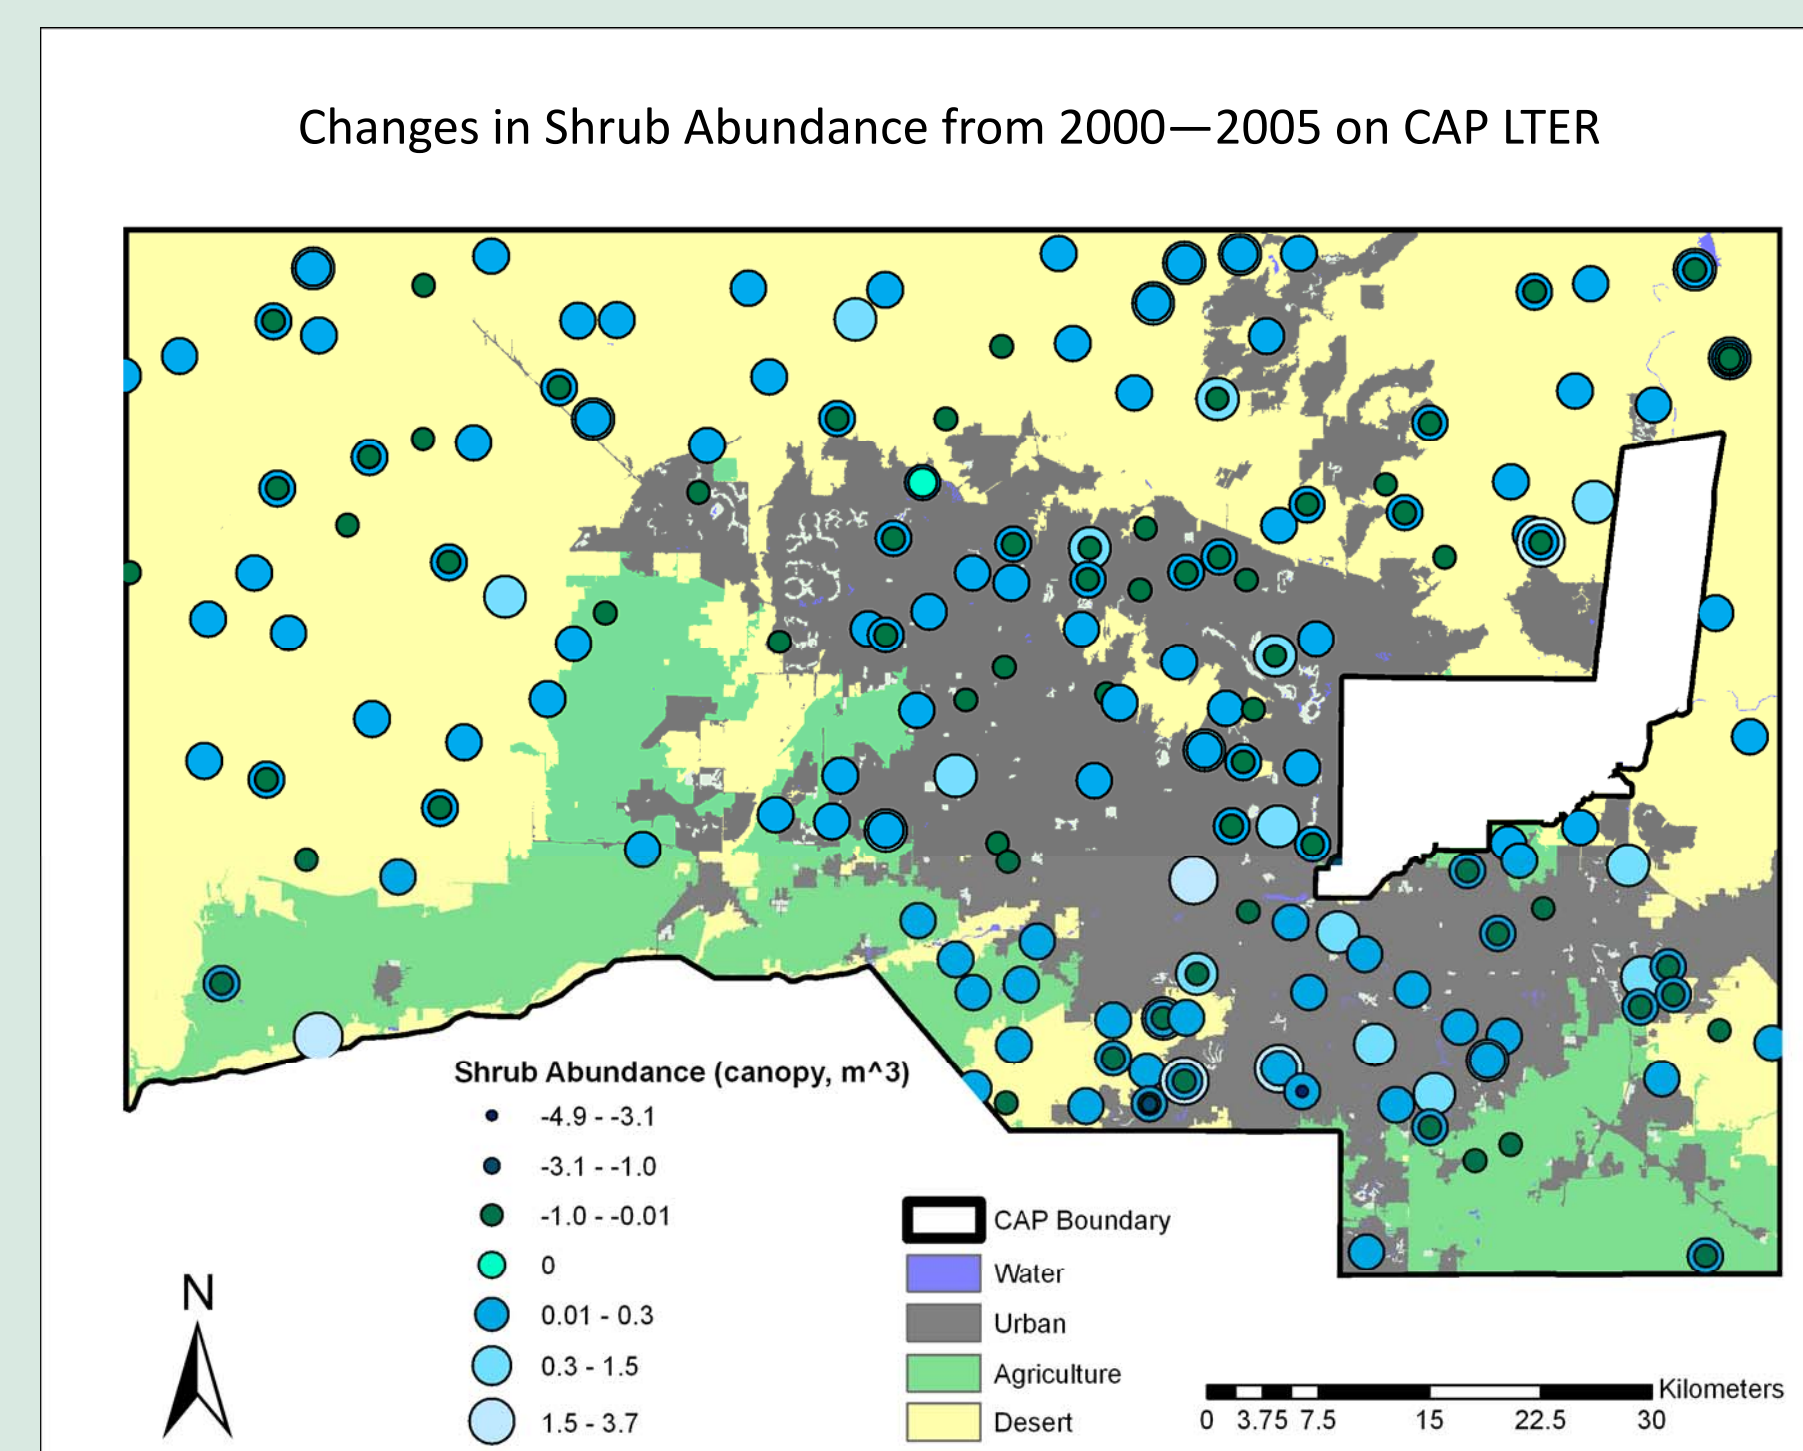 Changes in Shrub Abundance from 2000—2005 on CAP LTER
Shrub Abundance (canopy, m^3)
-4.9 - -3.1
-3.1 - -1.0
-1.0 - -0.01
0
0.01 - 0.3
0.3 - 1.5
1.5 - 3.7
N
CAP Boundary
Water
Urban
Agriculture
Desert
Kilometers
0 3.75 7.5 15 22.5 30